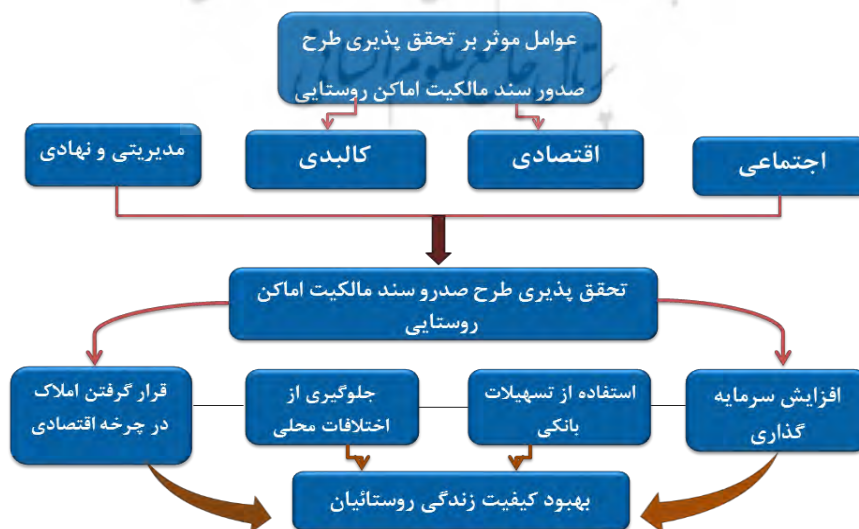 عوامل موثر بر تحقق پذیری طرح
صدور سند مالکیت اماکن روستایی
اجتماعی
اقتصادی
کالبدی
مدیریتی و نهادی
تحقق پذیری طرح صدرو سند مالکیت اماکن
روستایی
افزایش سرمایه
گذاری
استفاده از تسهیلات
بانکی
جلوگیری از
اختلافات محلی
قرار گرفتن املاک
در چرخه اقتصادی
بهبود کیفیت زندگی روستائیان